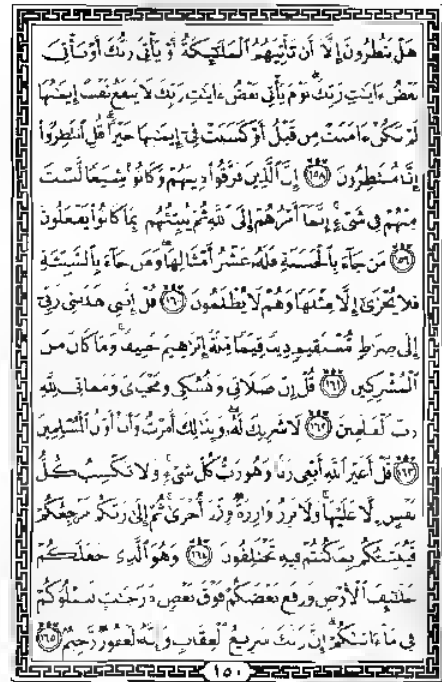 هَلْ يَنظُرُونَ إِلَّا أَن تَأْتِيَهُمُ الْمَلَٰٓئِكَةُ أَوْ يَأْتِىَ رَبُّكَ أَوْ يَأْتِىَ
بَعْضُ ءَايَٰتِ رَبِّكَ ۗ يَوْمَ يَأْتِى بَعْضُ ءَايَٰتِ رَبِّكَ لَا يَنفَعُ نَفْسًا إِيمَٰنُهَا
لَمْ تَكُنْ ءَامَنَتْ مِن قَبْلُ أَوْ كَسَبَتْ فِىٓ إِيمَٰنِهَا خَيْرًا ۗ قُلِ انتَظِرُوٓا۟
إِنَّا مُنتَظِرُونَ ١٥٨ إِنَّ الَّذِينَ فَرَّقُوا۟ دِينَهُمْ وَكَانُوا۟ شِيَعًا لَّسْتَ
مِنْهُمْ فِى شَىْءٍ ۚ إِنَّمَآ أَمْرُهُمْ إِلَى اللَّهِ ثُمَّ يُنَبِّئُهُم بِمَا كَانُوا۟ يَفْعَلُونَ
١٥٩ مَن جَآءَ بِالْحَسَنَةِ فَلَهُۥ عَشْرُ أَمْثَالِهَا ۖ وَمَن جَآءَ بِالسَّيِّئَةِ
فَلَا يُجْزَىٰٓ إِلَّا مِثْلَهَا وَهُمْ لَا يُظْلَمُونَ ١٦٠ قُلْ إِنَّنِى هَدَىٰنِى رَبِّىٓ
إِلَىٰ صِرَٰطٍ مُّسْتَقِيمٍ دِينًا قِيَمًا مِّلَّةَ إِبْرَٰهِيمَ حَنِيفًا ۚ وَمَا كَانَ مِنَ
الْمُشْرِكِينَ ١٦١ قُلْ إِنَّ صَلَاتِى وَنُسُكِى وَمَحْيَاىَ وَمَمَاتِى لِلَّهِ
رَبِّ الْعَٰلَمِينَ ١٦٢ لَا شَرِيكَ لَهُۥ ۖ وَبِذَٰلِكَ أُمِرْتُ وَأَنَا۠ أَوَّلُ الْمُسْلِمِينَ
١٦٣ قُلْ أَغَيْرَ اللَّهِ أَبْغِى رَبًّا وَهُوَ رَبُّ كُلِّ شَىْءٍ ۚ وَلَا تَكْسِبُ كُلُّ
نَفْسٍ إِلَّا عَلَيْهَا ۚ وَلَا تَزِرُ وَازِرَةٌ وِزْرَ أُخْرَىٰ ۚ ثُمَّ إِلَىٰ رَبِّكُم مَّرْجِعُكُمْ
فَيُنَبِّئُكُم بِمَا كُنتُمْ فِيهِ تَخْتَلِفُونَ ١٦٤ وَهُوَ الَّذِى جَعَلَكُمْ
خَلَٰٓئِفَ الْأَرْضِ وَرَفَعَ بَعْضَكُمْ فَوْقَ بَعْضٍ دَرَجَٰتٍ لِّيَبْلُوَكُمْ
فِى مَآ ءَاتَىٰكُمْ ۗ إِنَّ رَبَّكَ سَرِيعُ الْعِقَابِ وَإِنَّهُۥ لَغَفُورٌ رَّحِيمٌۢ ١٦٥
١٥٠